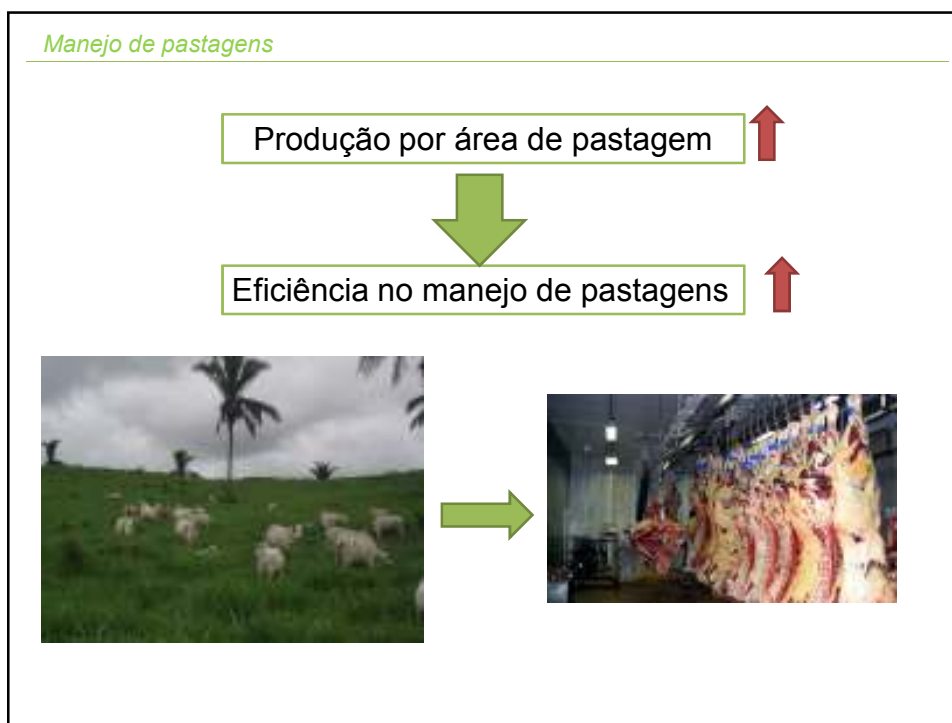 Manejo de pastagens
Produção por área de pastagem
Eficiência no manejo de pastagens